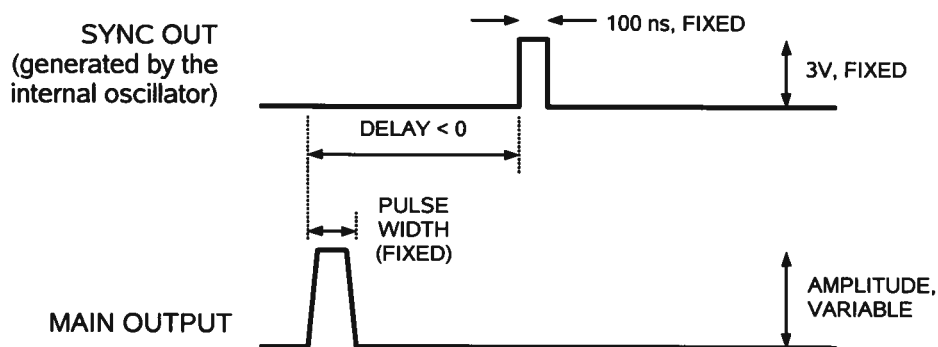 SYNC OUT
(generated by the
internal oscillator)
100 ns, FIXED
3V, FIXED
DELAY < 0
PULSE
WIDTH
(FIXED)
AMPLITUDE,
VARIABLE
MAIN OUTPUT